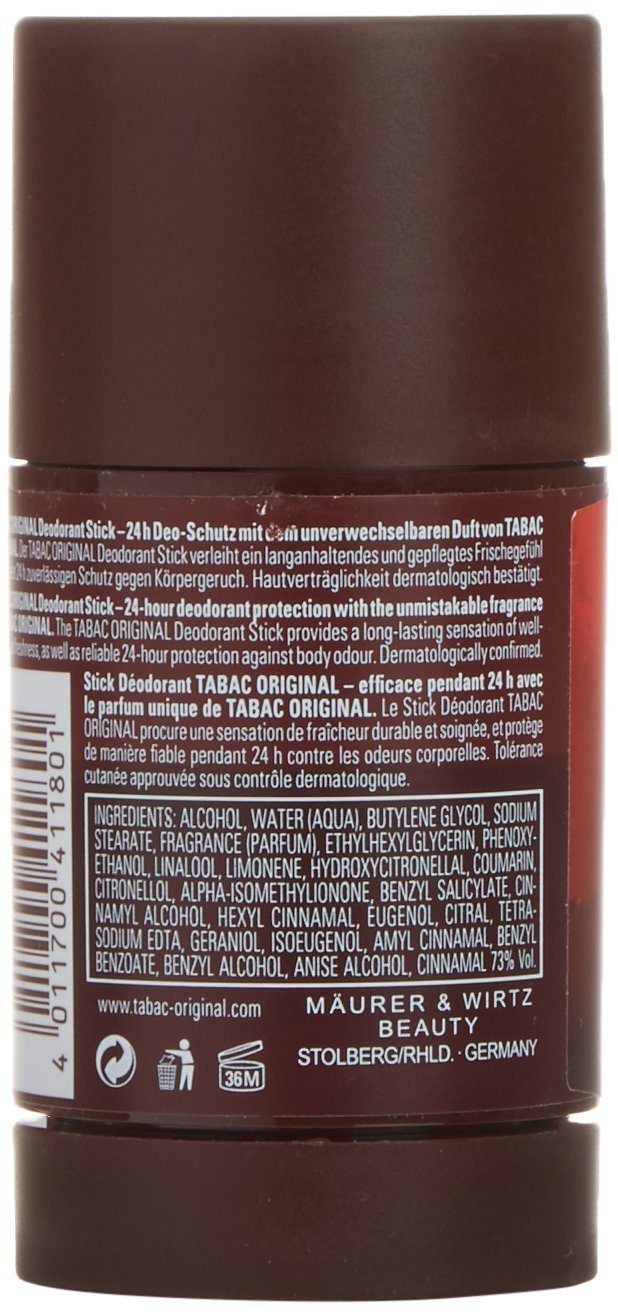 ORIGINAL Deodorant Stick – 24 h Deo-Schutz mit dem unverwechselbaren Duft von TABAC
Der TABAC ORIGINAL Deodorant Stick verleiht ein langanhaltendes und gepflegtes Frischegefühl
24 h zuverlässigen Schutz gegen Körpergeruch. Hautverträglichkeit dermatologisch bestätigt.
ORIGINAL Deodorant Stick – 24-hour deodorant protection with the unmistakable fragrance
ORIGINAL. The TABAC ORIGINAL Deodorant Stick provides a long-lasting sensation of well-
as well as reliable 24-hour protection against body odour. Dermatologically confirmed.
Stick Déodorant TABAC ORIGINAL – efficace pendant 24 h avec
le parfum unique de TABAC ORIGINAL. Le Stick Déodorant TABAC
ORIGINAL procure une sensation de fraîcheur durable et soignée, et protège
de manière fiable pendant 24 h contre les odeurs corporelles. Tolérance
cutanée approuvée sous contrôle dermatologique.
INGREDIENTS: ALCOHOL, WATER (AQUA), BUTYLENE GLYCOL, SODIUM
STEARATE, FRAGRANCE (PARFUM), ETHYLHEXYLGLYCERIN, PHENOXY-
ETHANOL, LINALOOL, LIMONENE, HYDROXYCITRONELLAL, COUMARIN,
CITRONELLOL, ALPHA-ISOMETHYLIONONE, BENZYL SALICYLATE, CIN-
NAMYL ALCOHOL, HEXYL CINNAMAL, EUGENOL, CITRAL, TETRA-
SODIUM EDTA, GERANIOL, ISOEUGENOL, AMYL CINNAMAL, BENZYL
BENZOATE, BENZYL ALCOHOL, ANISE ALCOHOL, CINNAMAL 73% Vol.
4 011700 411801
www.tabac-original.com
MÄURER & WIRTZ
BEAUTY
STOLBERG/RHLD. · GERMANY
36 M